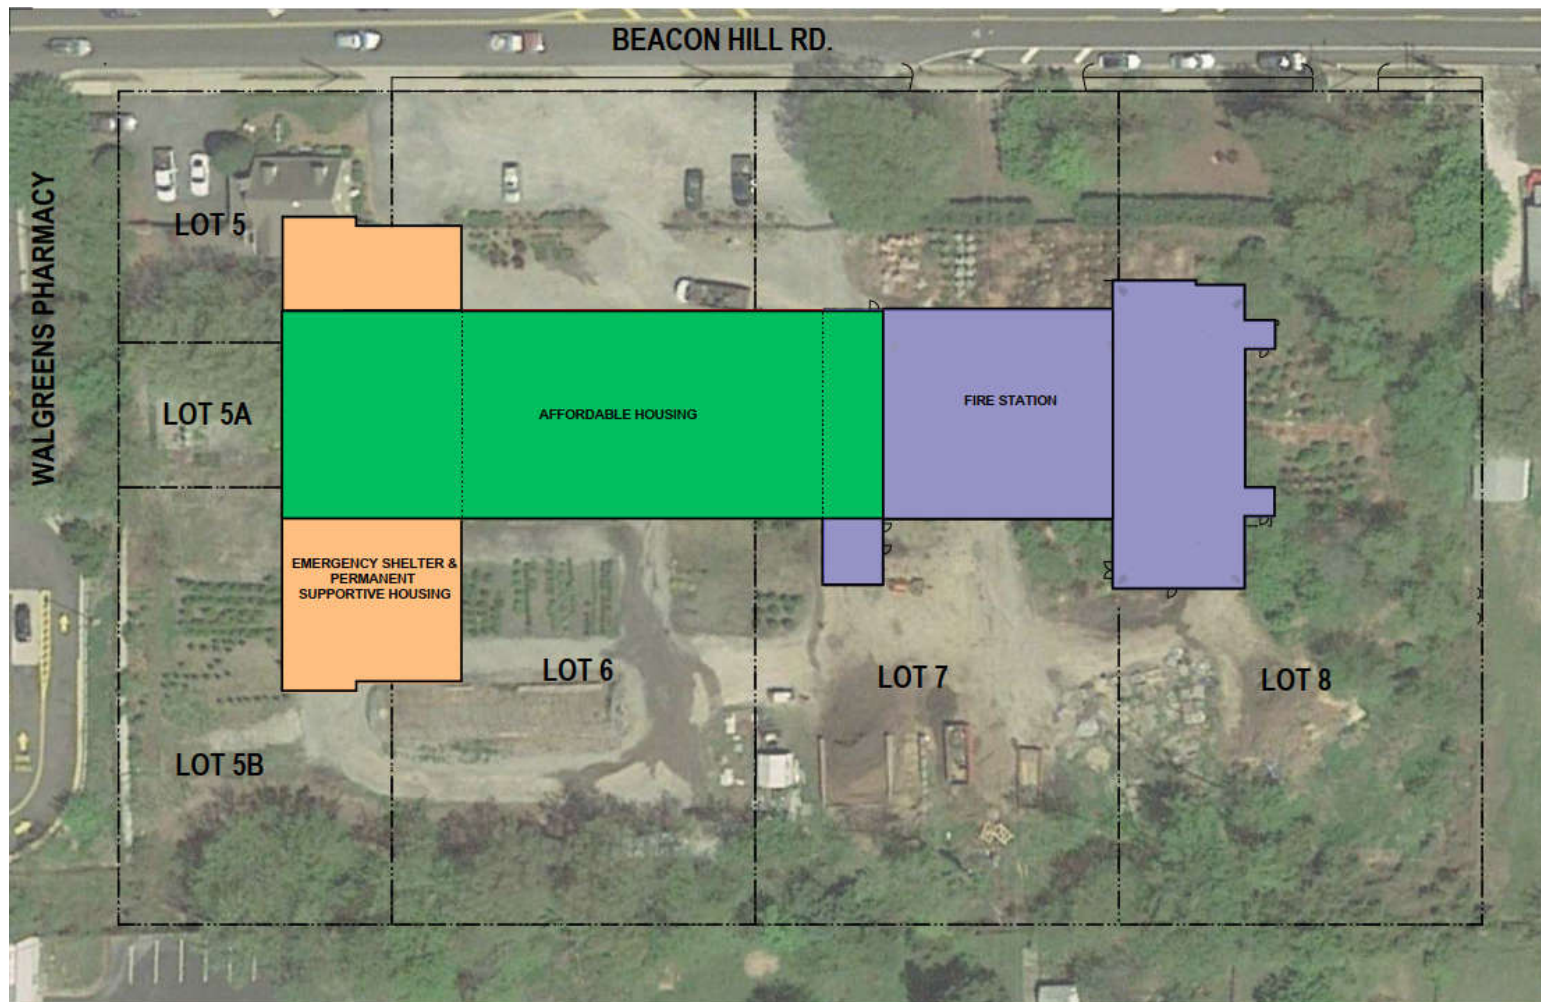 BEACON HILL RD.
WALGREENS PHARMACY
LOT 5
LOT 5A
AFFORDABLE HOUSING
FIRE STATION
EMERGENCY SHELTER &
PERMANENT
SUPPORTIVE HOUSING
LOT 6
LOT 7
LOT 8
LOT 5B